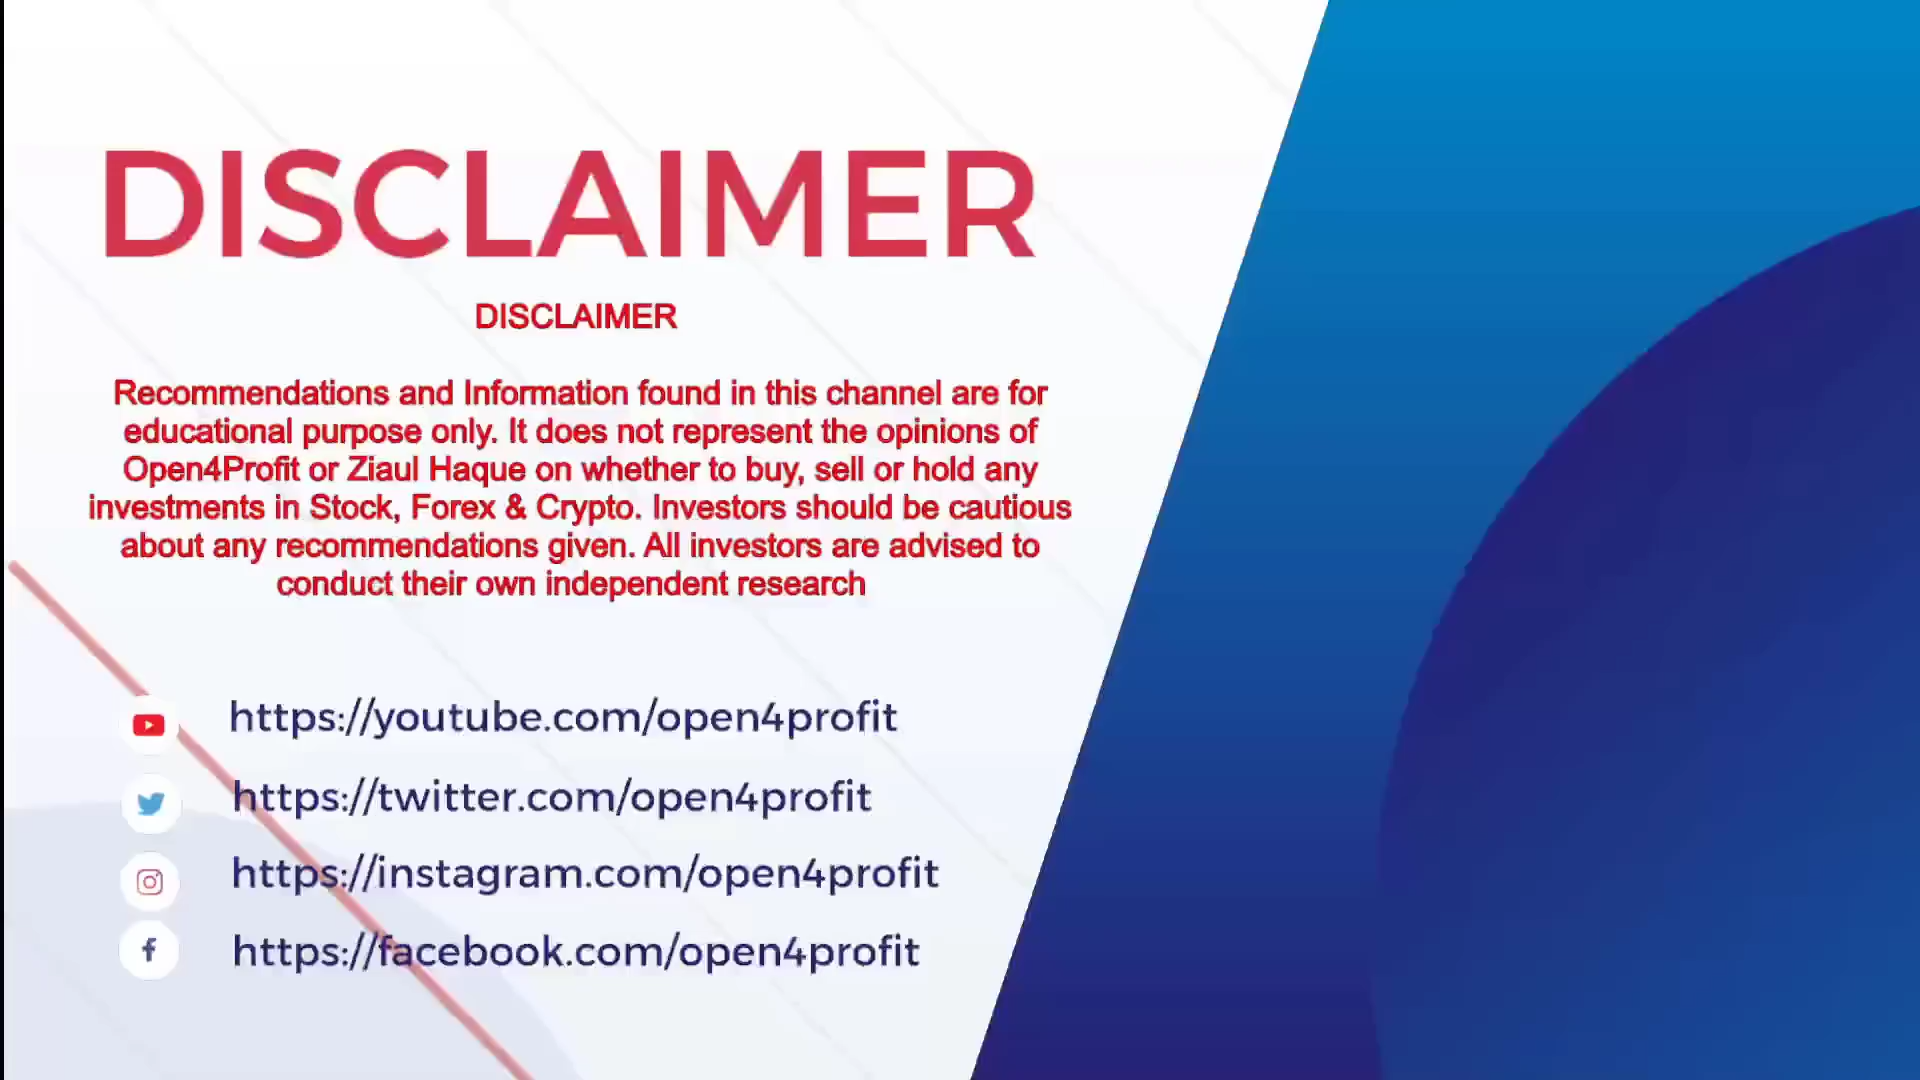 DISCLAIMER
DISCLAIMER
Recommendations and Information found in this channel are for
educational purpose only. It does not represent the opinions of
Open4Profit or Ziaul Haque on whether to buy, sell or hold any
investments in Stock, Forex & Crypto. Investors should be cautious
about any recommendations given. All investors are advised to
conduct their own independent research
https://youtube.com/open4profit
https://twitter.com/open4profit
https://instagram.com/open4profit
https://facebook.com/open4profit